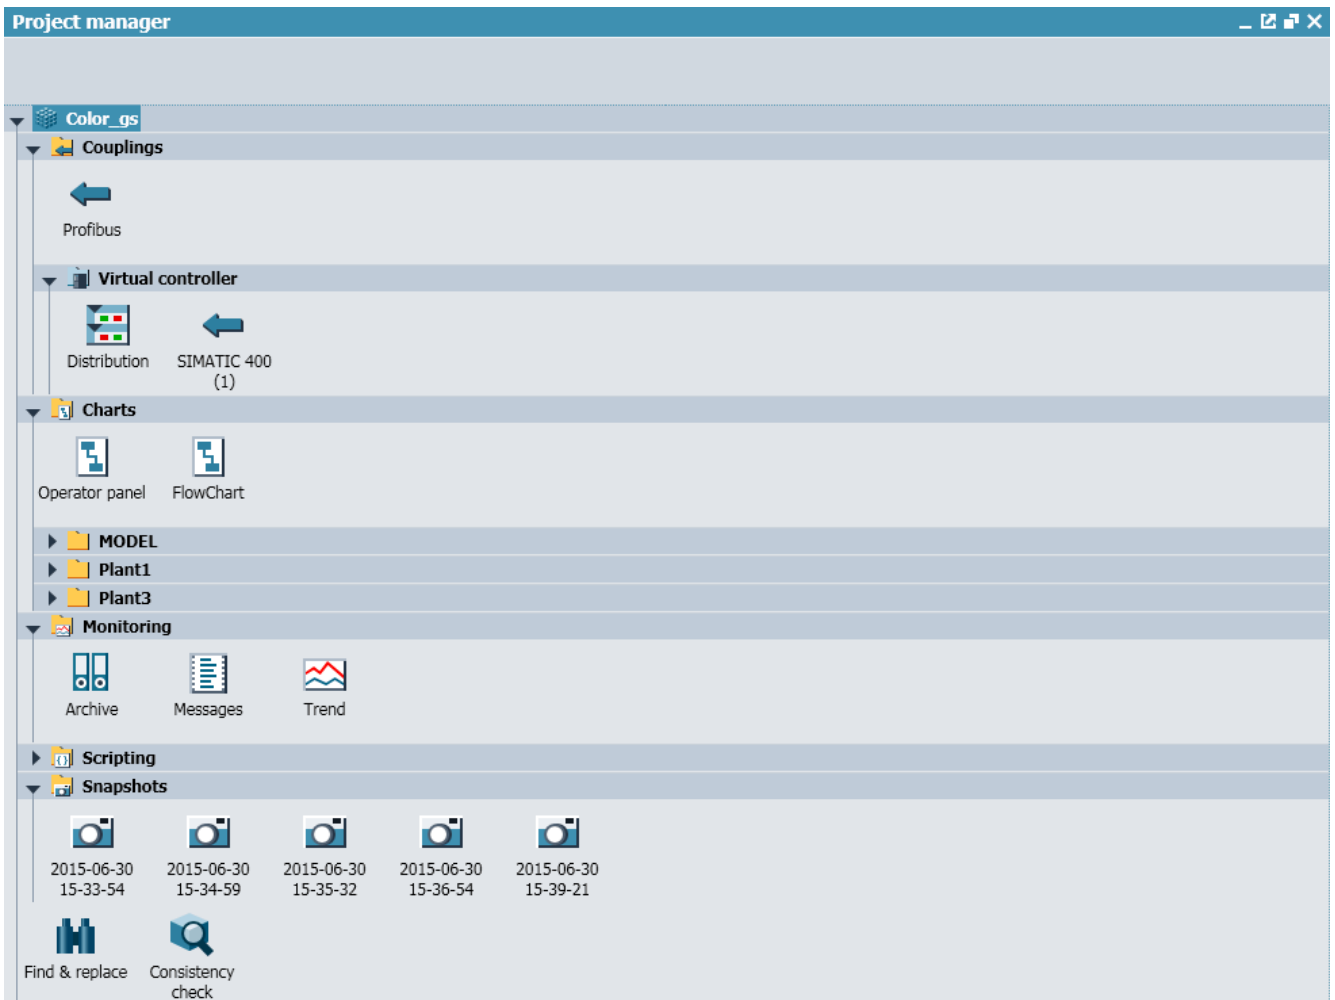 Project manager
Color_gs
Couplings
Profibus
Virtual controller
Distribution SIMATIC 400
(1)
Charts
Operator panel FlowChart
MODEL
Plant1
Plant3
Monitoring
Archive Messages Trend
Scripting
Snapshots
2015-06-30 2015-06-30 2015-06-30 2015-06-30 2015-06-30
15-33-54 15-34-59 15-35-32 15-36-54 15-39-21
Find & replace Consistency
check